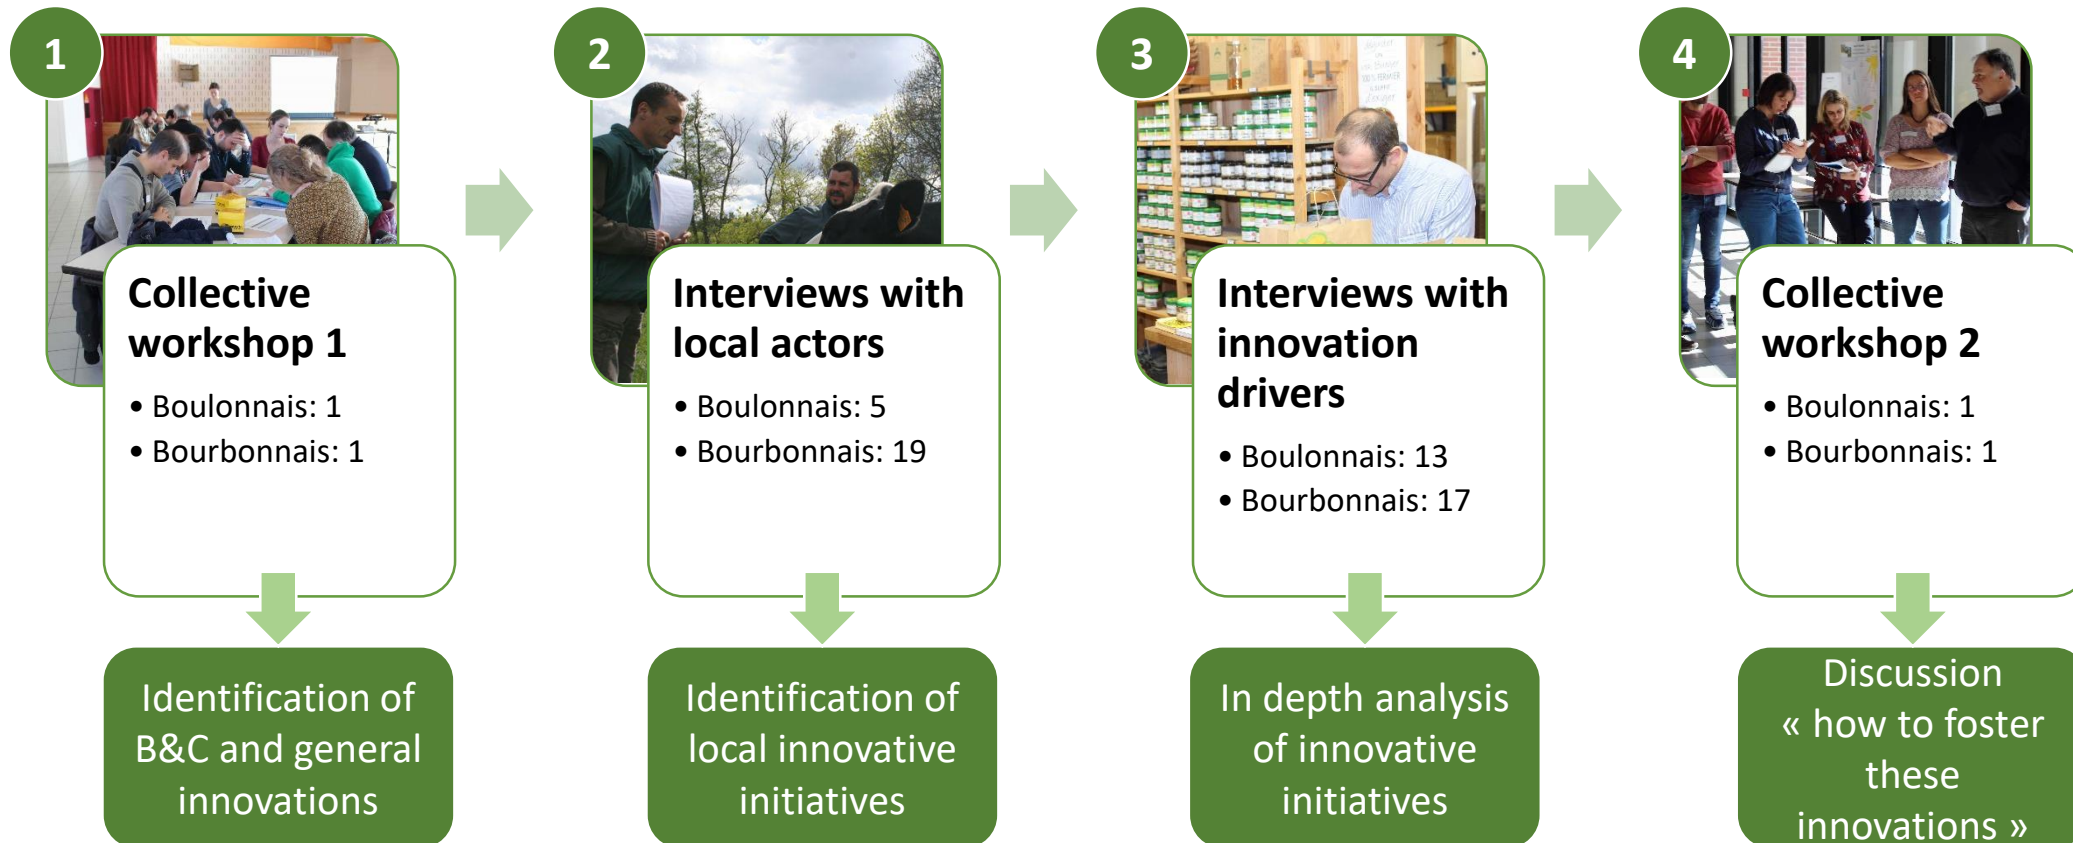 1
Collective
workshop 1
• Boulonnais: 1
• Bourbonnais: 1
Identification of
B&C and general
innovations
2
Interviews with
local actors
• Boulonnais: 5
• Bourbonnais: 19
Identification of
local innovative
initiatives
3
Interviews with
innovation
drivers
• Boulonnais: 13
• Bourbonnais: 17
In depth analysis
of innovative
initiatives
4
Collective
workshop 2
• Boulonnais: 1
• Bourbonnais: 1
Discussion
« how to foster
these
innovations »